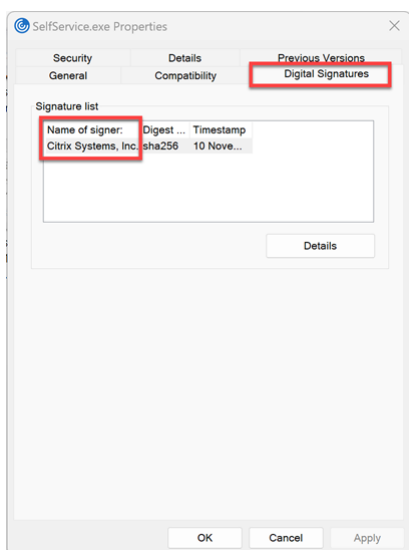 SelfService.exe Properties
Security Details Previous Versions
General Compatibility Digital Signatures
Signature list
Name of signer: Digest ... Timestamp
Citrix Systems, Inc. sha256 10 Nove...
Details
OK Cancel Apply